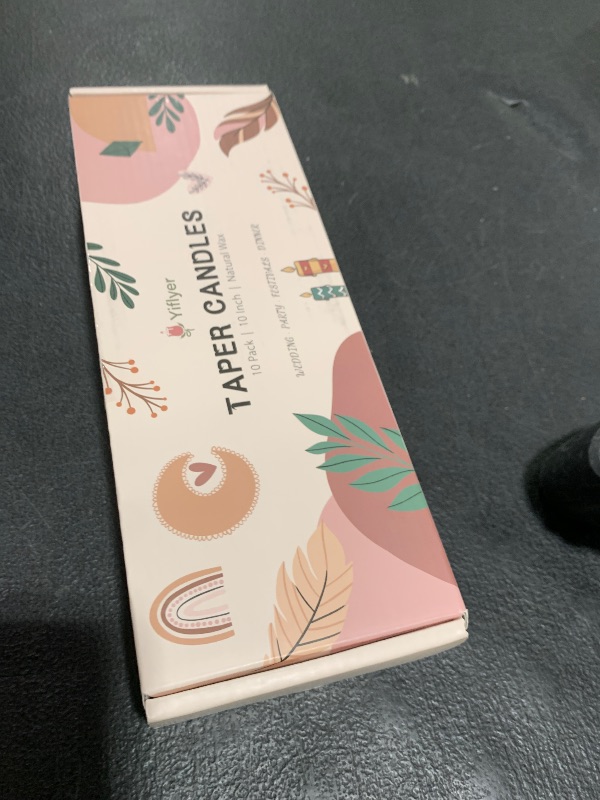 Yiflyer
TAPER CANDLES
10 Pack | 10 Inch | Natural Wax
WEDDING PARTY FESTIVALS DINNER